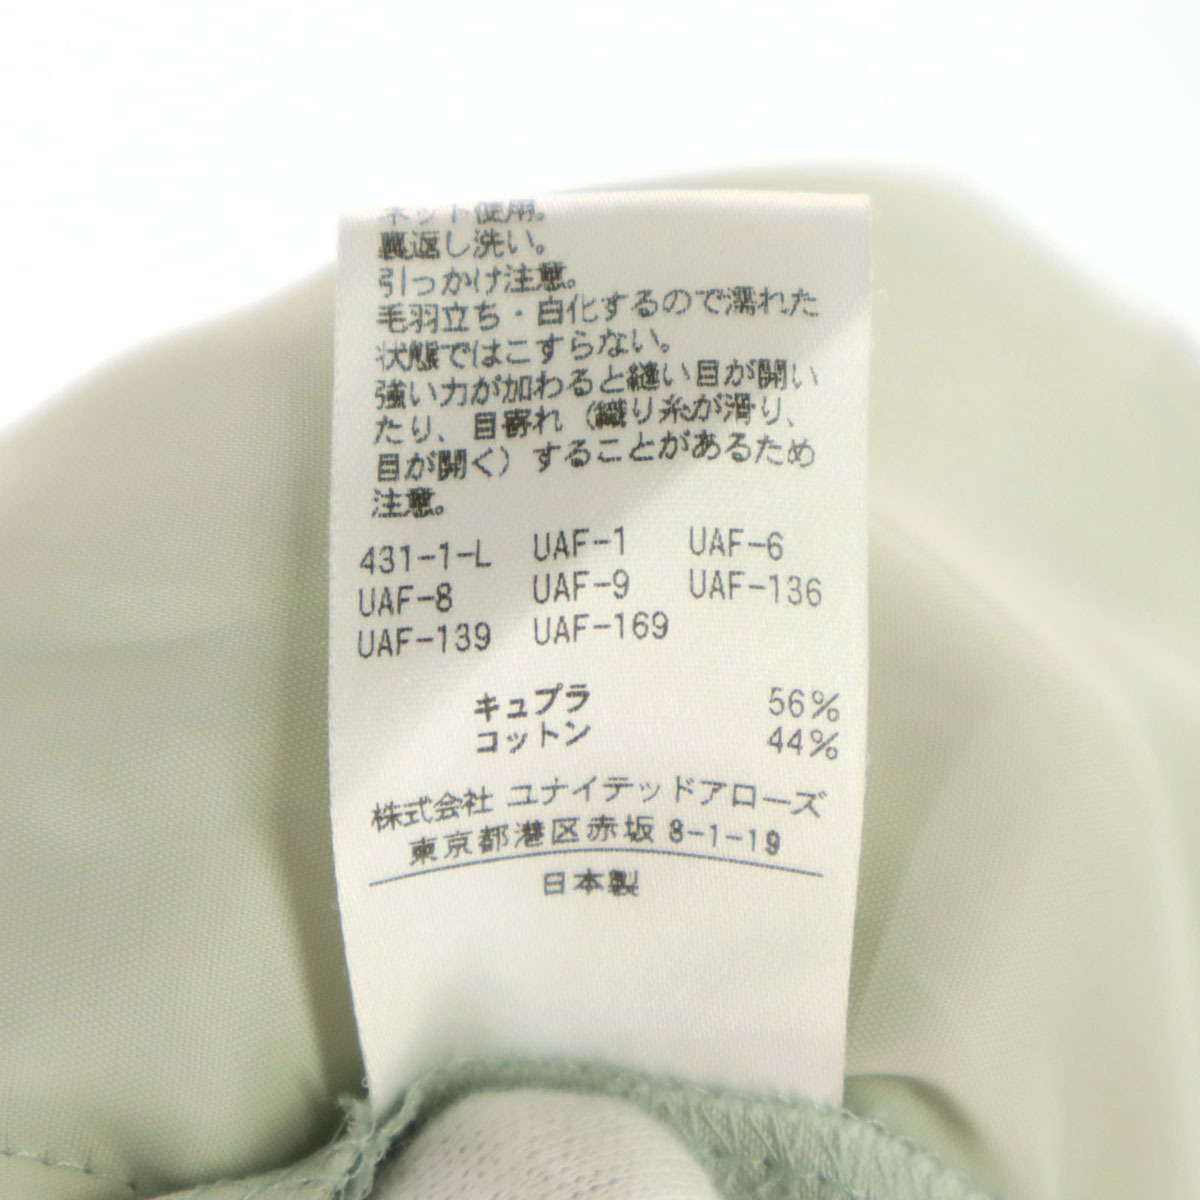 ネット使用。
裏返し洗い。
引っかけ注意。
毛羽立ち・白化するので濡れた
状態ではこすらない。
強い力が加わると縫い目が開い
たり、目寄れ（織り糸が滑り、
目が開く）することがあるため
注意。
431-1-L UAF-1 UAF-6
UAF-8 UAF-9 UAF-136
UAF-139 UAF-169
キュプラ 56%
コットン 44%
株式会社 ユナイテッドアローズ
東京都港区赤坂 8-1-19
日本製